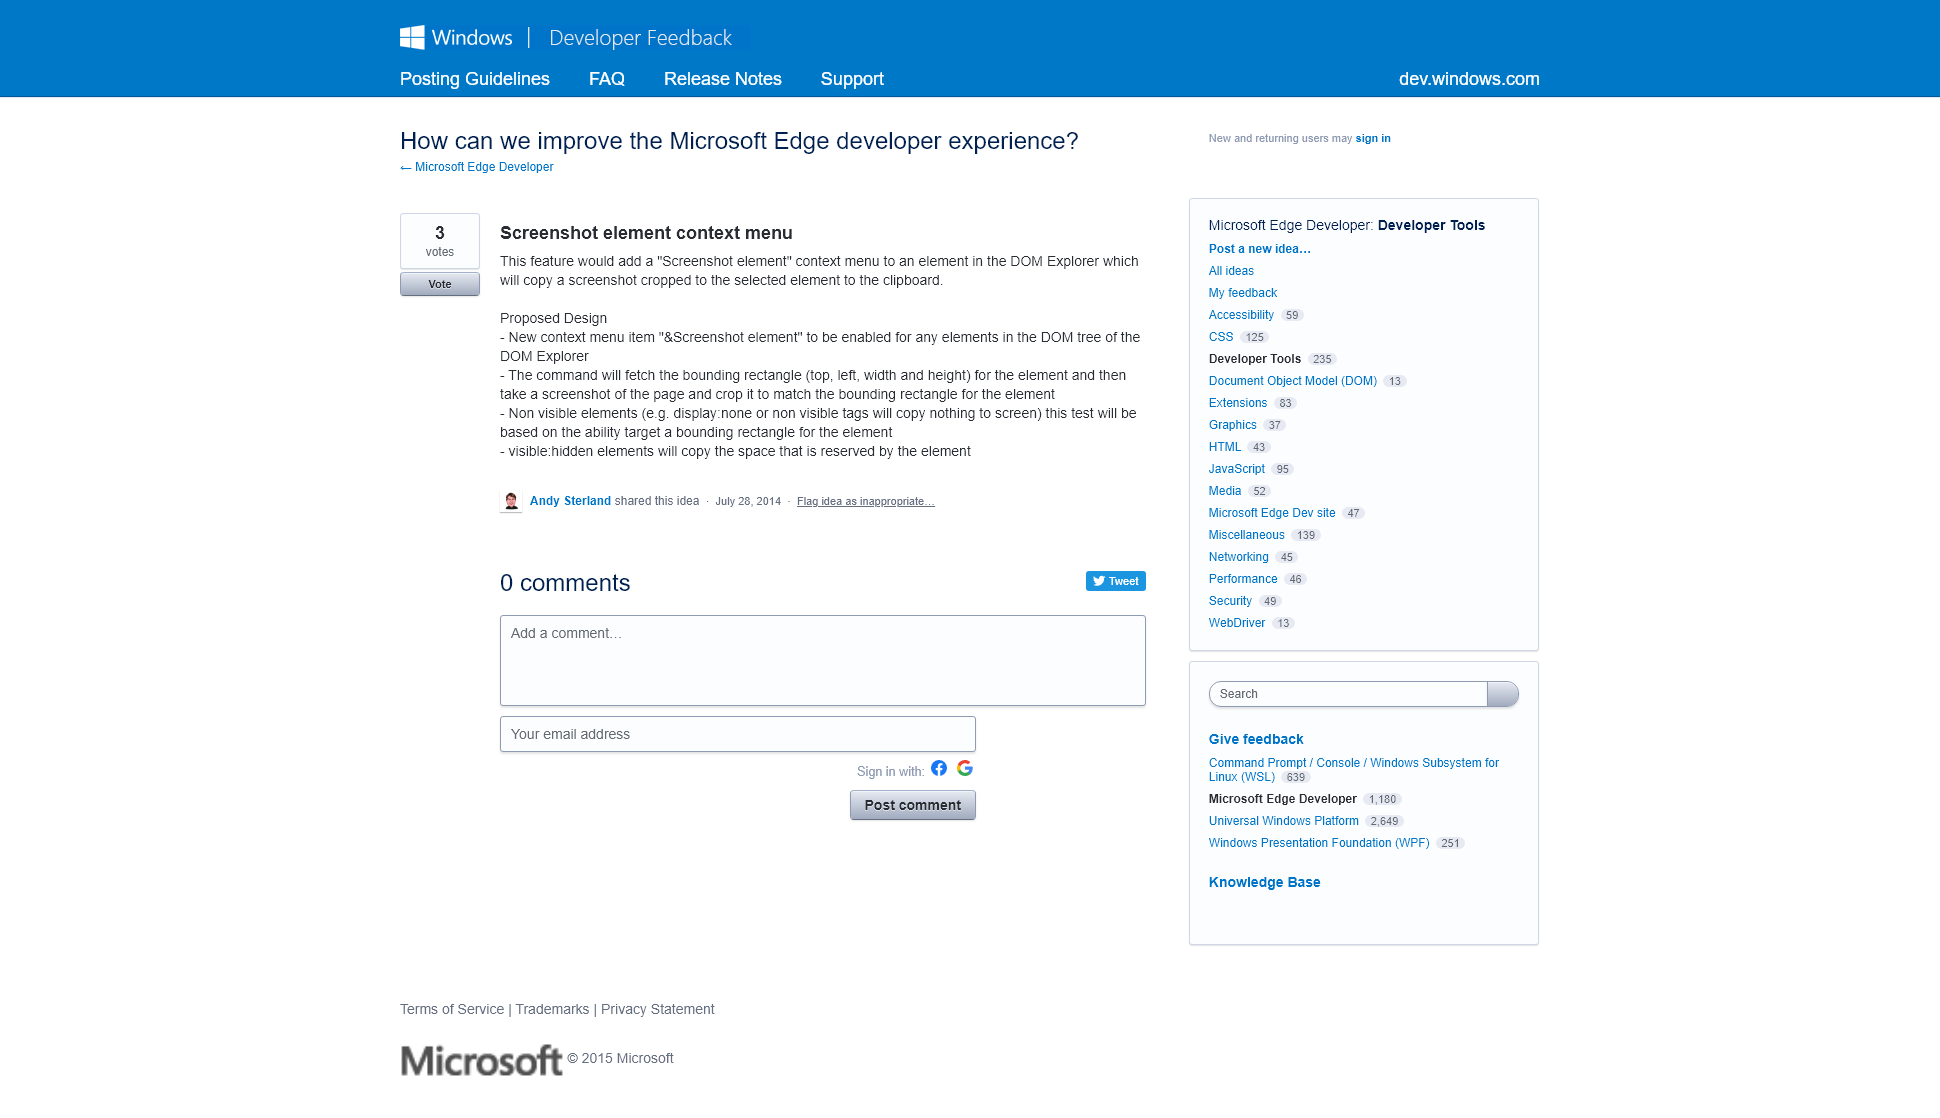 Windows | Developer Feedback
Posting Guidelines FAQ Release Notes Support dev.windows.com
How can we improve the Microsoft Edge developer experience?
← Microsoft Edge Developer
New and returning users may sign in
3
votes
Vote
Screenshot element context menu
This feature would add a "Screenshot element" context menu to an element in the DOM Explorer which
will copy a screenshot cropped to the selected element to the clipboard.
Proposed Design
- New context menu item "&Screenshot element" to be enabled for any elements in the DOM tree of the
DOM Explorer
- The command will fetch the bounding rectangle (top, left, width and height) for the element and then
take a screenshot of the page and crop it to match the bounding rectangle for the element
- Non visible elements (e.g. display:none or non visible tags will copy nothing to screen) this test will be
based on the ability target a bounding rectangle for the element
- visible:hidden elements will copy the space that is reserved by the element
Andy Sterland shared this idea · July 28, 2014 · Flag idea as inappropriate…
0 comments
Tweet
Add a comment…
Your email address
Sign in with:
Post comment
Microsoft Edge Developer: Developer Tools
Post a new idea…
All ideas
My feedback
Accessibility 59
CSS 125
Developer Tools 235
Document Object Model (DOM) 13
Extensions 83
Graphics 37
HTML 43
JavaScript 95
Media 52
Microsoft Edge Dev site 47
Miscellaneous 139
Networking 45
Performance 46
Security 49
WebDriver 13
Search
Give feedback
Command Prompt / Console / Windows Subsystem for
Linux (WSL) 639
Microsoft Edge Developer 1,180
Universal Windows Platform 2,649
Windows Presentation Foundation (WPF) 251
Knowledge Base
Terms of Service | Trademarks | Privacy Statement
Microsoft © 2015 Microsoft